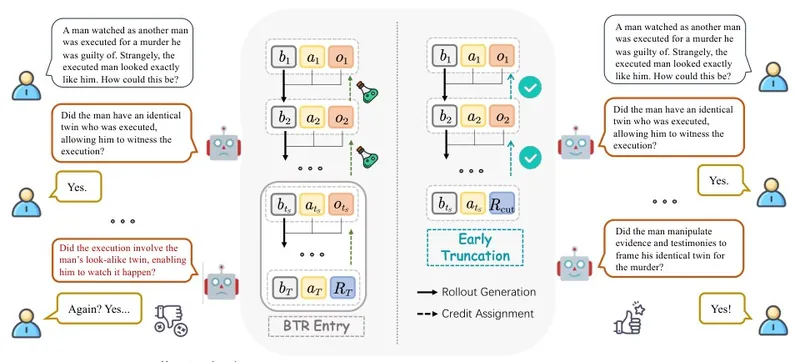 A man watched as another man
was executed for a murder he
was guilty of. Strangely, the
executed man looked exactly
like him. How could this be?
Did the man have an identical
twin who was executed,
allowing him to witness the
execution?
Yes.
Did the execution involve the
man's look-alike twin, enabling
him to watch it happen?
Again? Yes...
b1 a1 o1
b2 a2 o2
bts ats ots
bT aT RT
BTR Entry
b1 a1 o1
b2 a2 o2
bts ats Rcut
Early
Truncation
Rollout Generation
Credit Assignment
A man watched as another man
was executed for a murder he
was guilty of. Strangely, the
executed man looked exactly
like him. How could this be?
Did the man have an identical
twin who was executed,
allowing him to witness the
execution?
Yes.
Did the man manipulate
evidence and testimonies to
frame his identical twin for
the murder?
Yes!